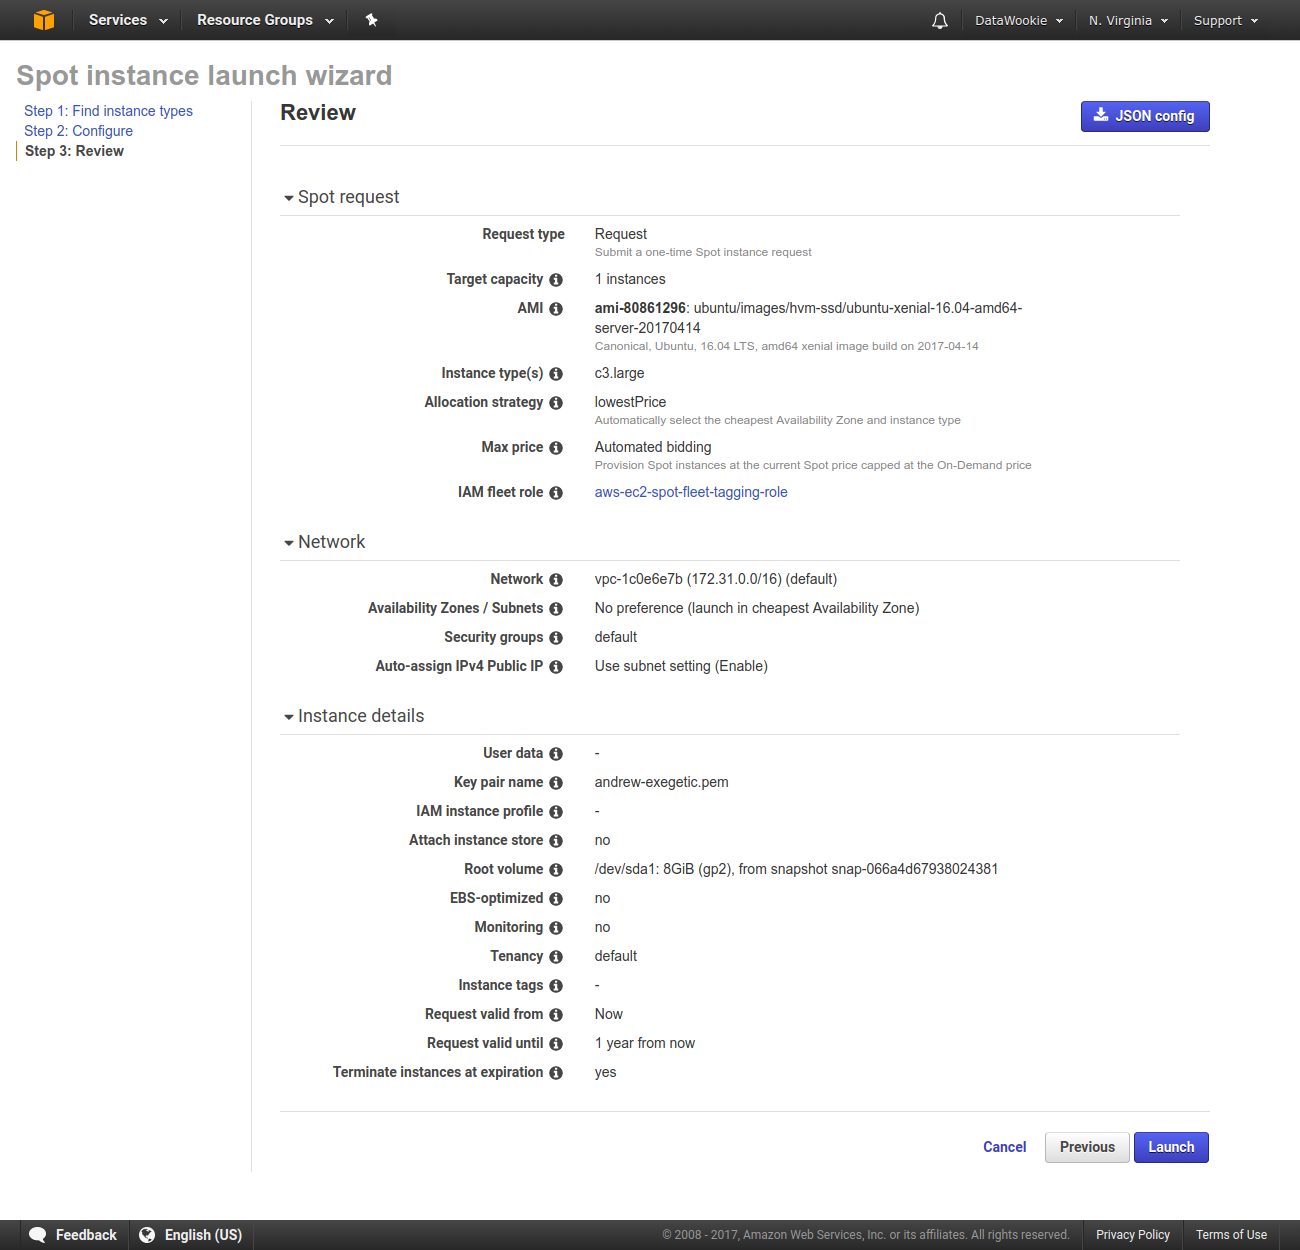 Services Resource Groups DataWookie N. Virginia Support
Spot instance launch wizard
Step 1: Find instance types
Step 2: Configure
Step 3: Review
Review
JSON config
Spot request
Request type Request
Submit a one-time Spot instance request
Target capacity 1 instances
AMI ami-80861296: ubuntu/images/hvm-ssd/ubuntu-xenial-16.04-amd64-
server-20170414
Canonical, Ubuntu, 16.04 LTS, amd64 xenial image build on 2017-04-14
Instance type(s) c3.large
Allocation strategy lowestPrice
Automatically select the cheapest Availability Zone and instance type
Max price Automated bidding
Provision Spot instances at the current Spot price capped at the On-Demand price
IAM fleet role aws-ec2-spot-fleet-tagging-role
Network
Network vpc-1c0e6e7b (172.31.0.0/16) (default)
Availability Zones / Subnets No preference (launch in cheapest Availability Zone)
Security groups default
Auto-assign IPv4 Public IP Use subnet setting (Enable)
Instance details
User data -
Key pair name andrew-exegetic.pem
IAM instance profile -
Attach instance store no
Root volume /dev/sda1: 8GiB (gp2), from snapshot snap-066a4d67938024381
EBS-optimized no
Monitoring no
Tenancy default
Instance tags -
Request valid from Now
Request valid until 1 year from now
Terminate instances at expiration yes
Cancel Previous Launch
Feedback English (US) © 2008 - 2017, Amazon Web Services, Inc. or its affiliates. All rights reserved. Privacy Policy Terms of Use